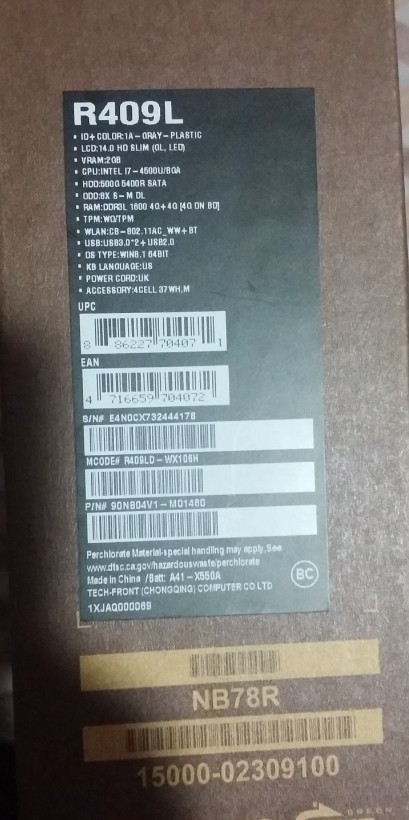 R409L
• ID+ COLOR:1A - GRAY - PLASTIC
• LCD:14.0 HD SLIM (GL, LED)
• VRAM:2GB
• CPU:INTEL I7 - 4500U/BGA
• HDD:500G 5400R SATA
• ODD:8X S - M DL
• RAM:DDR3L 1600 4G+4G [4G ON BD]
• TPM:WO/TPM
• WLAN:CB - 802.11AC_WW+BT
• USB:USB3.0*2+USB2.0
• OS TYPE:WIN8.1 64BIT
• KB LANGUAGE:US
• POWER CORD:UK
• ACCESSORY:4CELL 37WH,M
UPC
8 86227 70407 1
EAN
4 716659 704072
S/N# E4N0CX732444178
MCODE# R409LD - WX106H
P/N# 90NB04V1 - M01460
Perchlorate Material-special handling may apply.See
www.dtsc.ca.gov/hazardouswaste/perchlorate
Made in China /Batt: A41 - X550A
TECH-FRONT (CHONGQING) COMPUTER CO LTD
BC
1XJAQ000069
NB78R
15000-02309100
GREEN